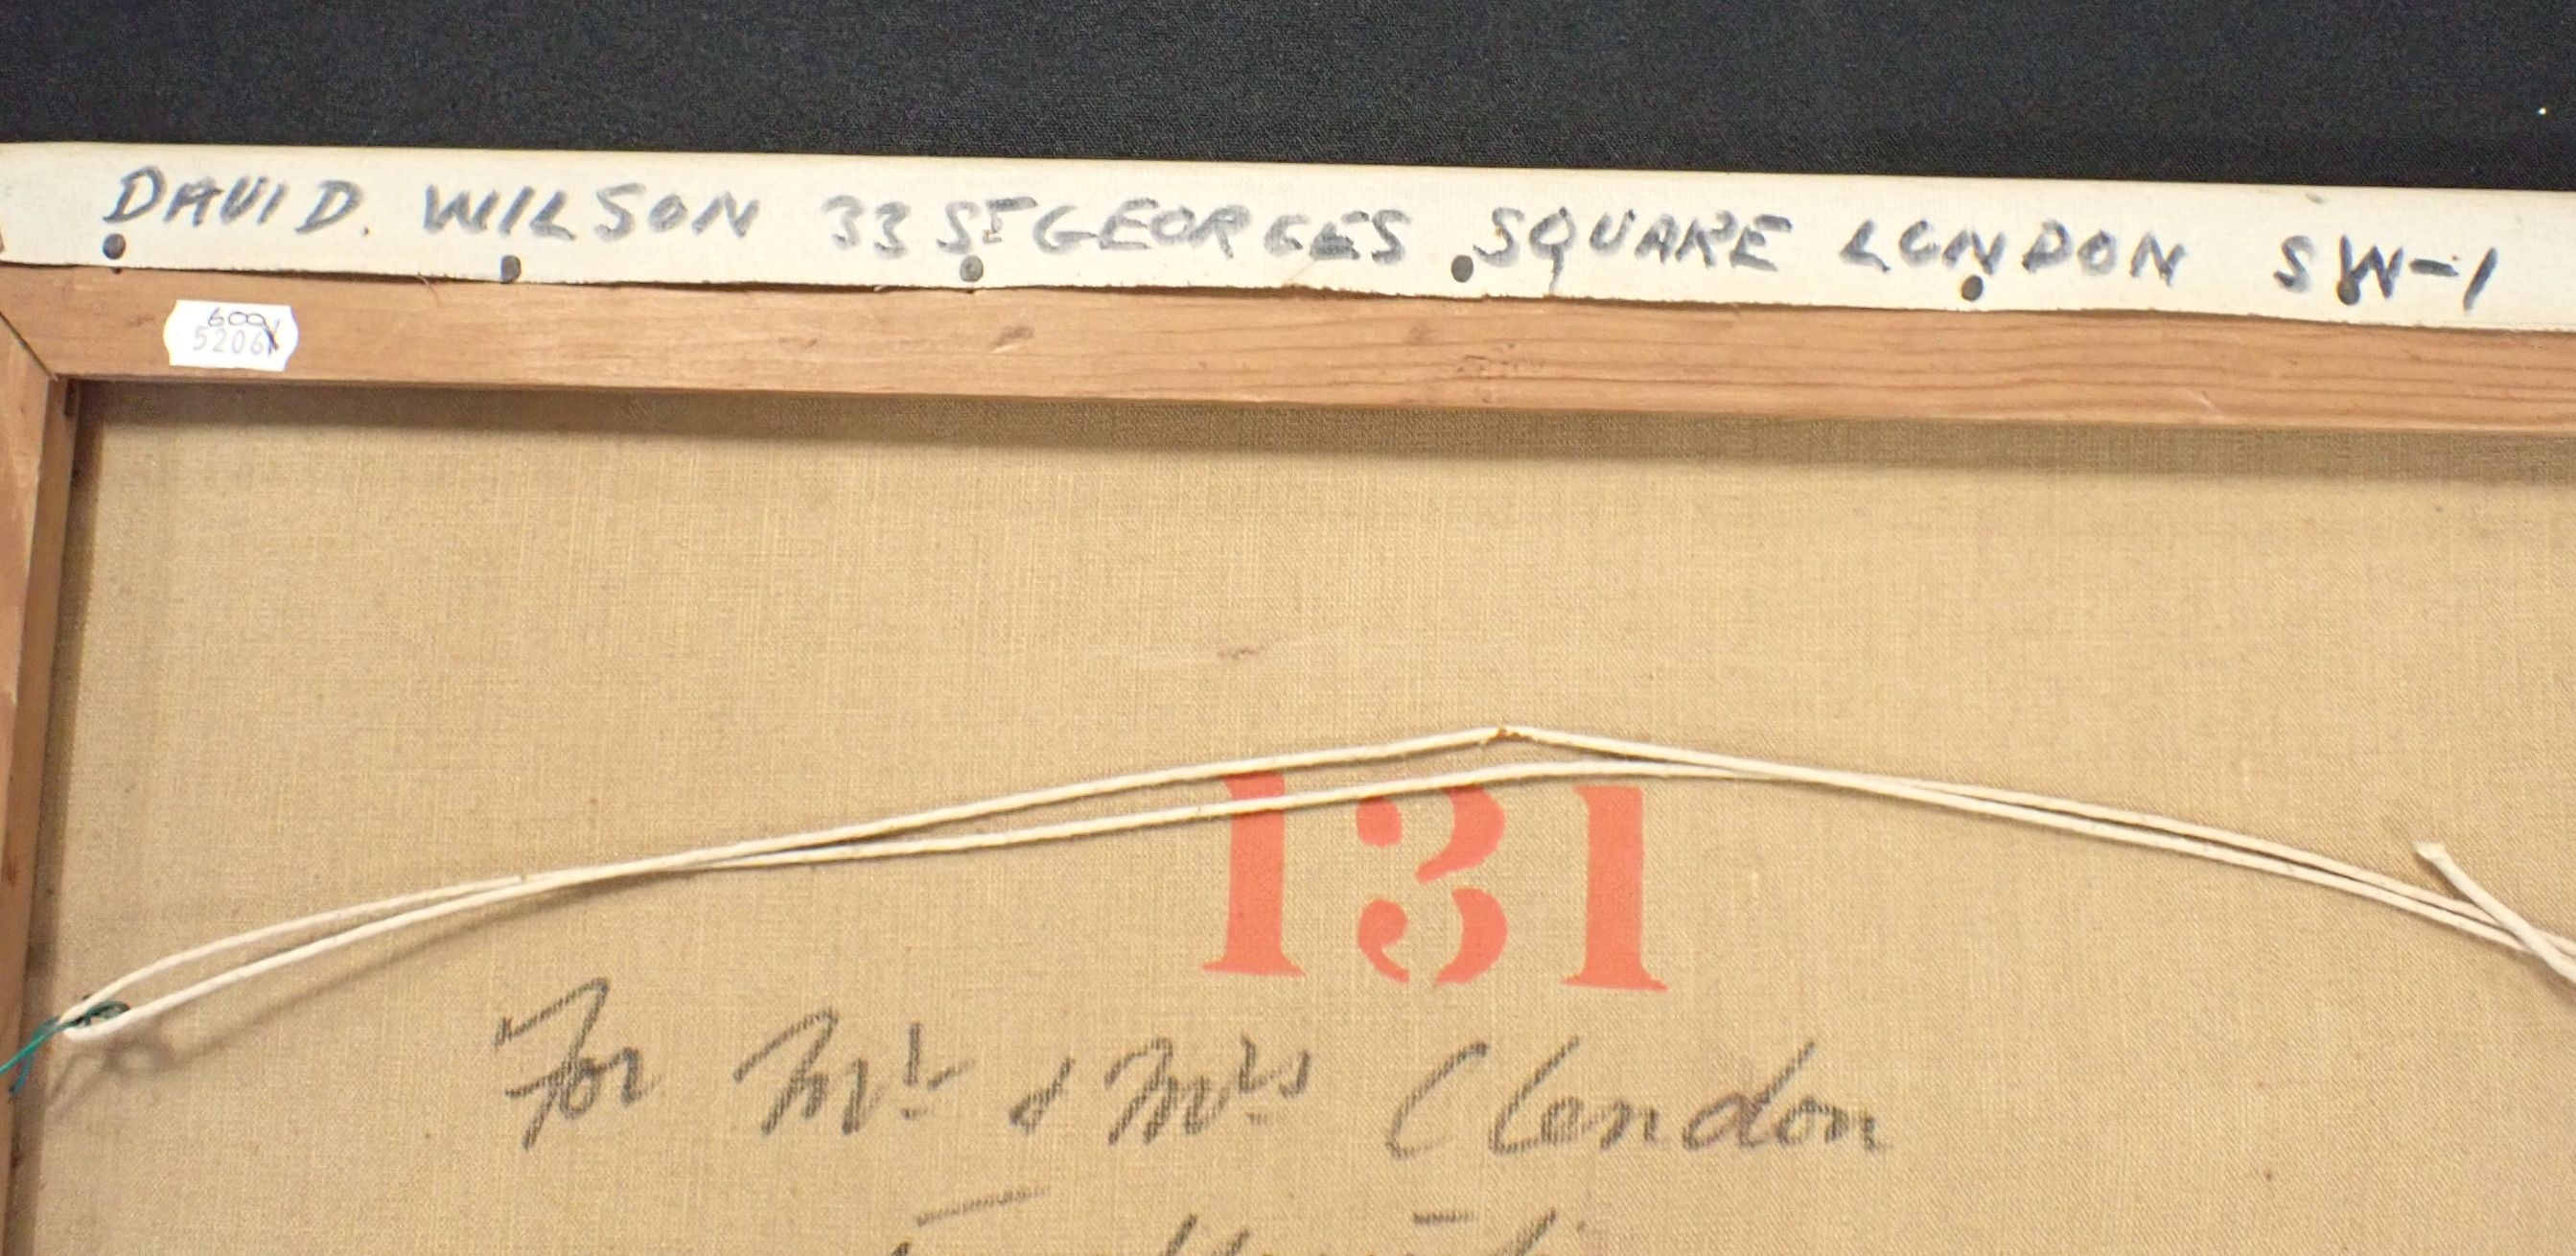 DAVID. WILSON 33 ST GEORGES SQUARE LONDON SW-1
600
5206
131
For Mr & Mrs Clendon